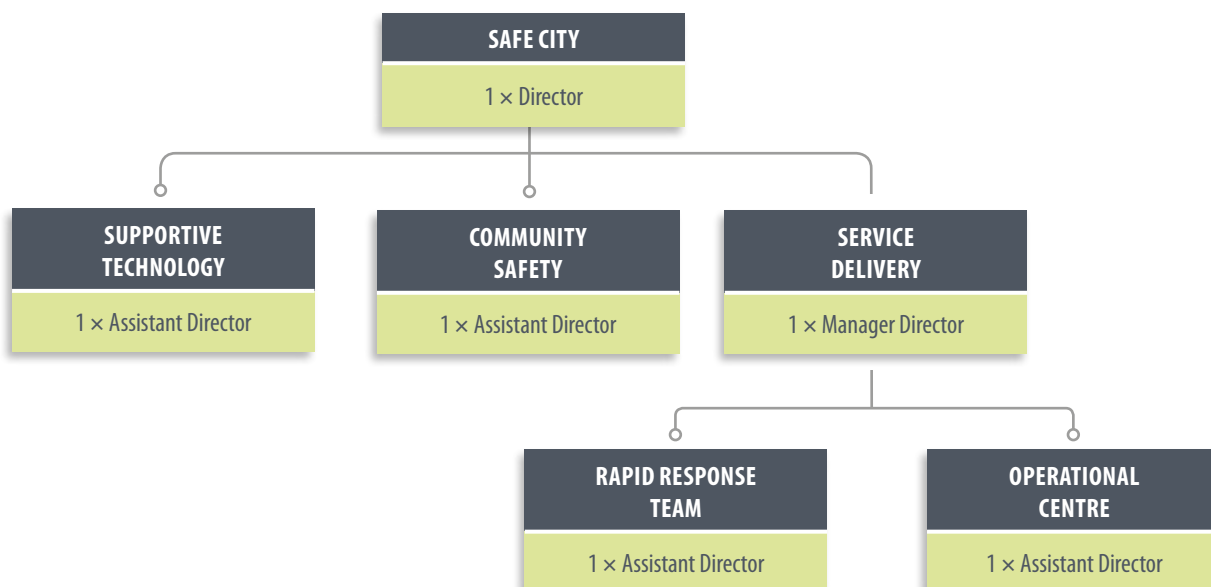 SAFE CITY
1 × Director
SUPPORTIVE
TECHNOLOGY
1 × Assistant Director
COMMUNITY
SAFETY
1 × Assistant Director
SERVICE
DELIVERY
1 × Manager Director
RAPID RESPONSE
TEAM
1 × Assistant Director
OPERATIONAL
CENTRE
1 × Assistant Director